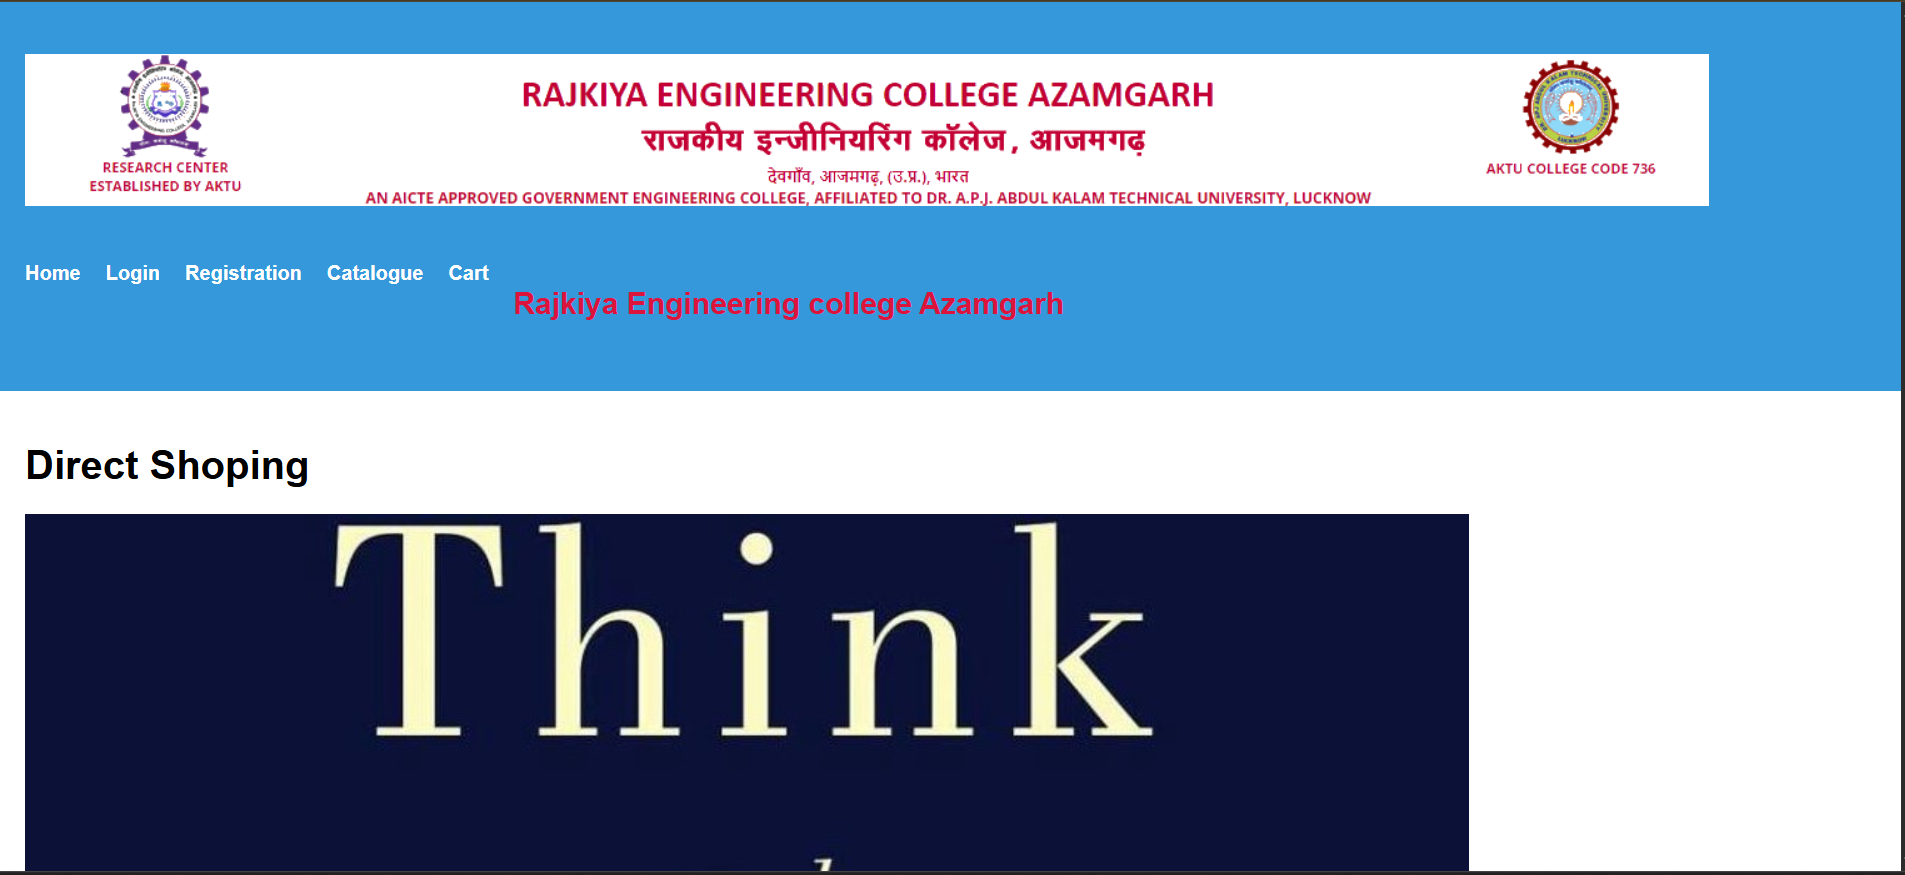 RAJKIYA ENGINEERING COLLEGE AZAMGARH
राजकीय इन्जीनियरिंग कॉलेज, आजमगढ़
देवगाँव, आजमगढ़, (उ.प्र.), भारत
AN AICTE APPROVED GOVERNMENT ENGINEERING COLLEGE, AFFILIATED TO DR. A.P.J. ABDUL KALAM TECHNICAL UNIVERSITY, LUCKNOW
RESEARCH CENTER
ESTABLISHED BY AKTU
AKTU COLLEGE CODE 736
Home Login Registration Catalogue Cart
Rajkiya Engineering college Azamgarh
Direct Shoping
Think